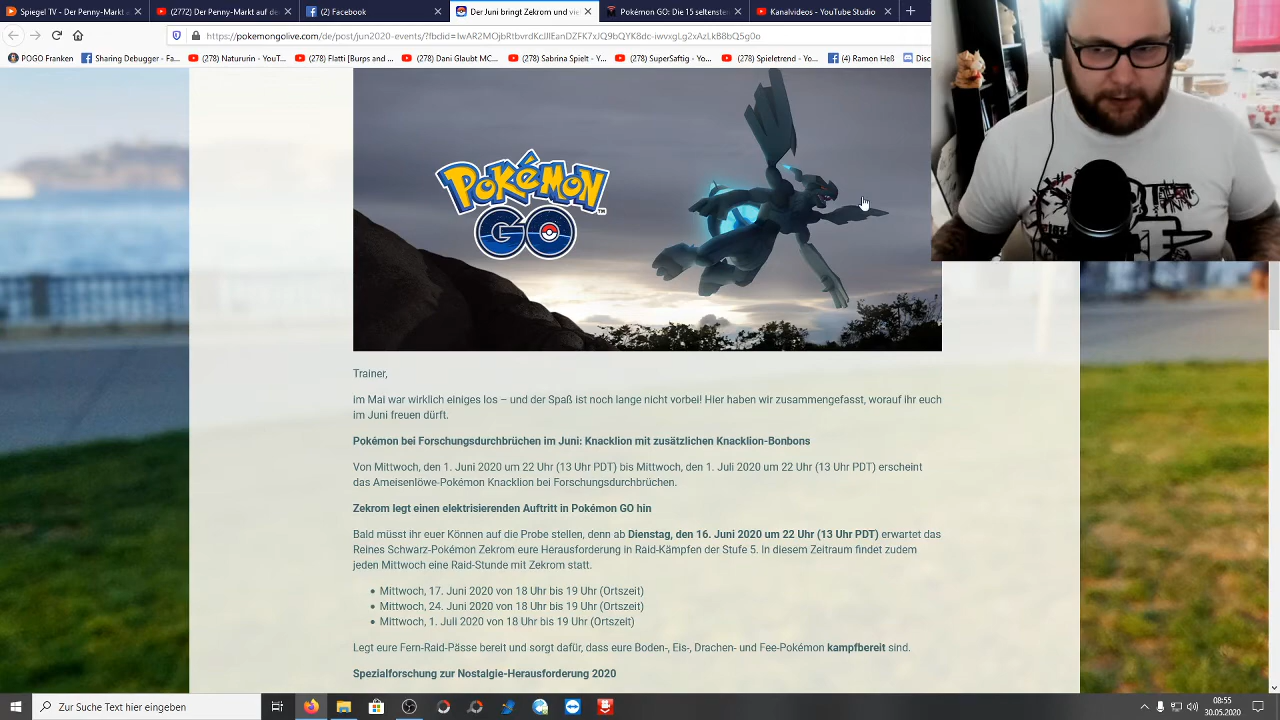 Spiegel TV - Der Penny-Markt a
(2772) Der Penny-Markt auf d
(2) Facebook
Der Juni und viele weitere
Pokémon GO: Die 15 seltensten
Kanalvideos - YouTube Studio
https://pokemongolive.com/de/post/jun2020-events/?fbclid=
POGO Franken
Sharing Debugger - Fa...
(278) Naturuin - YouT...
(278) Flatti [Burps and ...
(278) Dani Glaubt MC...
(278) Sabrina Spielt - Y...
(278) SuperSaftig - Yo...
(278) Spieletrend - Yo...
(4) Ramon Heß
Disc
POKéMON
TM
GO
Trainer,
im Mai war wirklich einiges los – und der Spaß ist noch lange nicht vorbei! Hier haben wir zusammengefasst, worauf ihr euch
im Juni freuen dürft.
Pokémon bei Forschungsdurchbrüchen im Juni: Knacklion mit zusätzlichen Knacklion-Bonbons
Von Mittwoch, den 1. Juni 2020 um 22 Uhr (13 Uhr PDT) bis Mittwoch, den 1. Juli 2020 um 22 Uhr (13 Uhr PDT) erscheint
das Ameisenlöwe-Pokémon Knacklion bei Forschungsdurchbrüchen.
Zekrom legt einen elektrisierenden Auftritt in Pokémon GO hin
Bald müsst ihr euer Können auf die Probe stellen, denn ab Dienstag, den 16. Juni 2020 um 22 Uhr (13 Uhr PDT) erwartet das
Reines Schwarz-Pokémon Zekrom eure Herausforderung in Raid-Kämpfen der Stufe 5. In diesem Zeitraum findet zudem
jeden Mittwoch eine Raid-Stunde mit Zekrom statt.
• Mittwoch, 17. Juni 2020 von 18 Uhr bis 19 Uhr (Ortszeit)
• Mittwoch, 24. Juni 2020 von 18 Uhr bis 19 Uhr (Ortszeit)
• Mittwoch, 1. Juli 2020 von 18 Uhr bis 19 Uhr (Ortszeit)
Legt eure Fern-Raid-Pässe bereit und sorgt dafür, dass eure Boden-, Eis-, Drachen- und Fee-Pokémon kampfbereit sind.
Spezialforschung zur Nostalgie-Herausforderung 2020
Zur Suche Text hier eingeben
08:55
30.05.2020